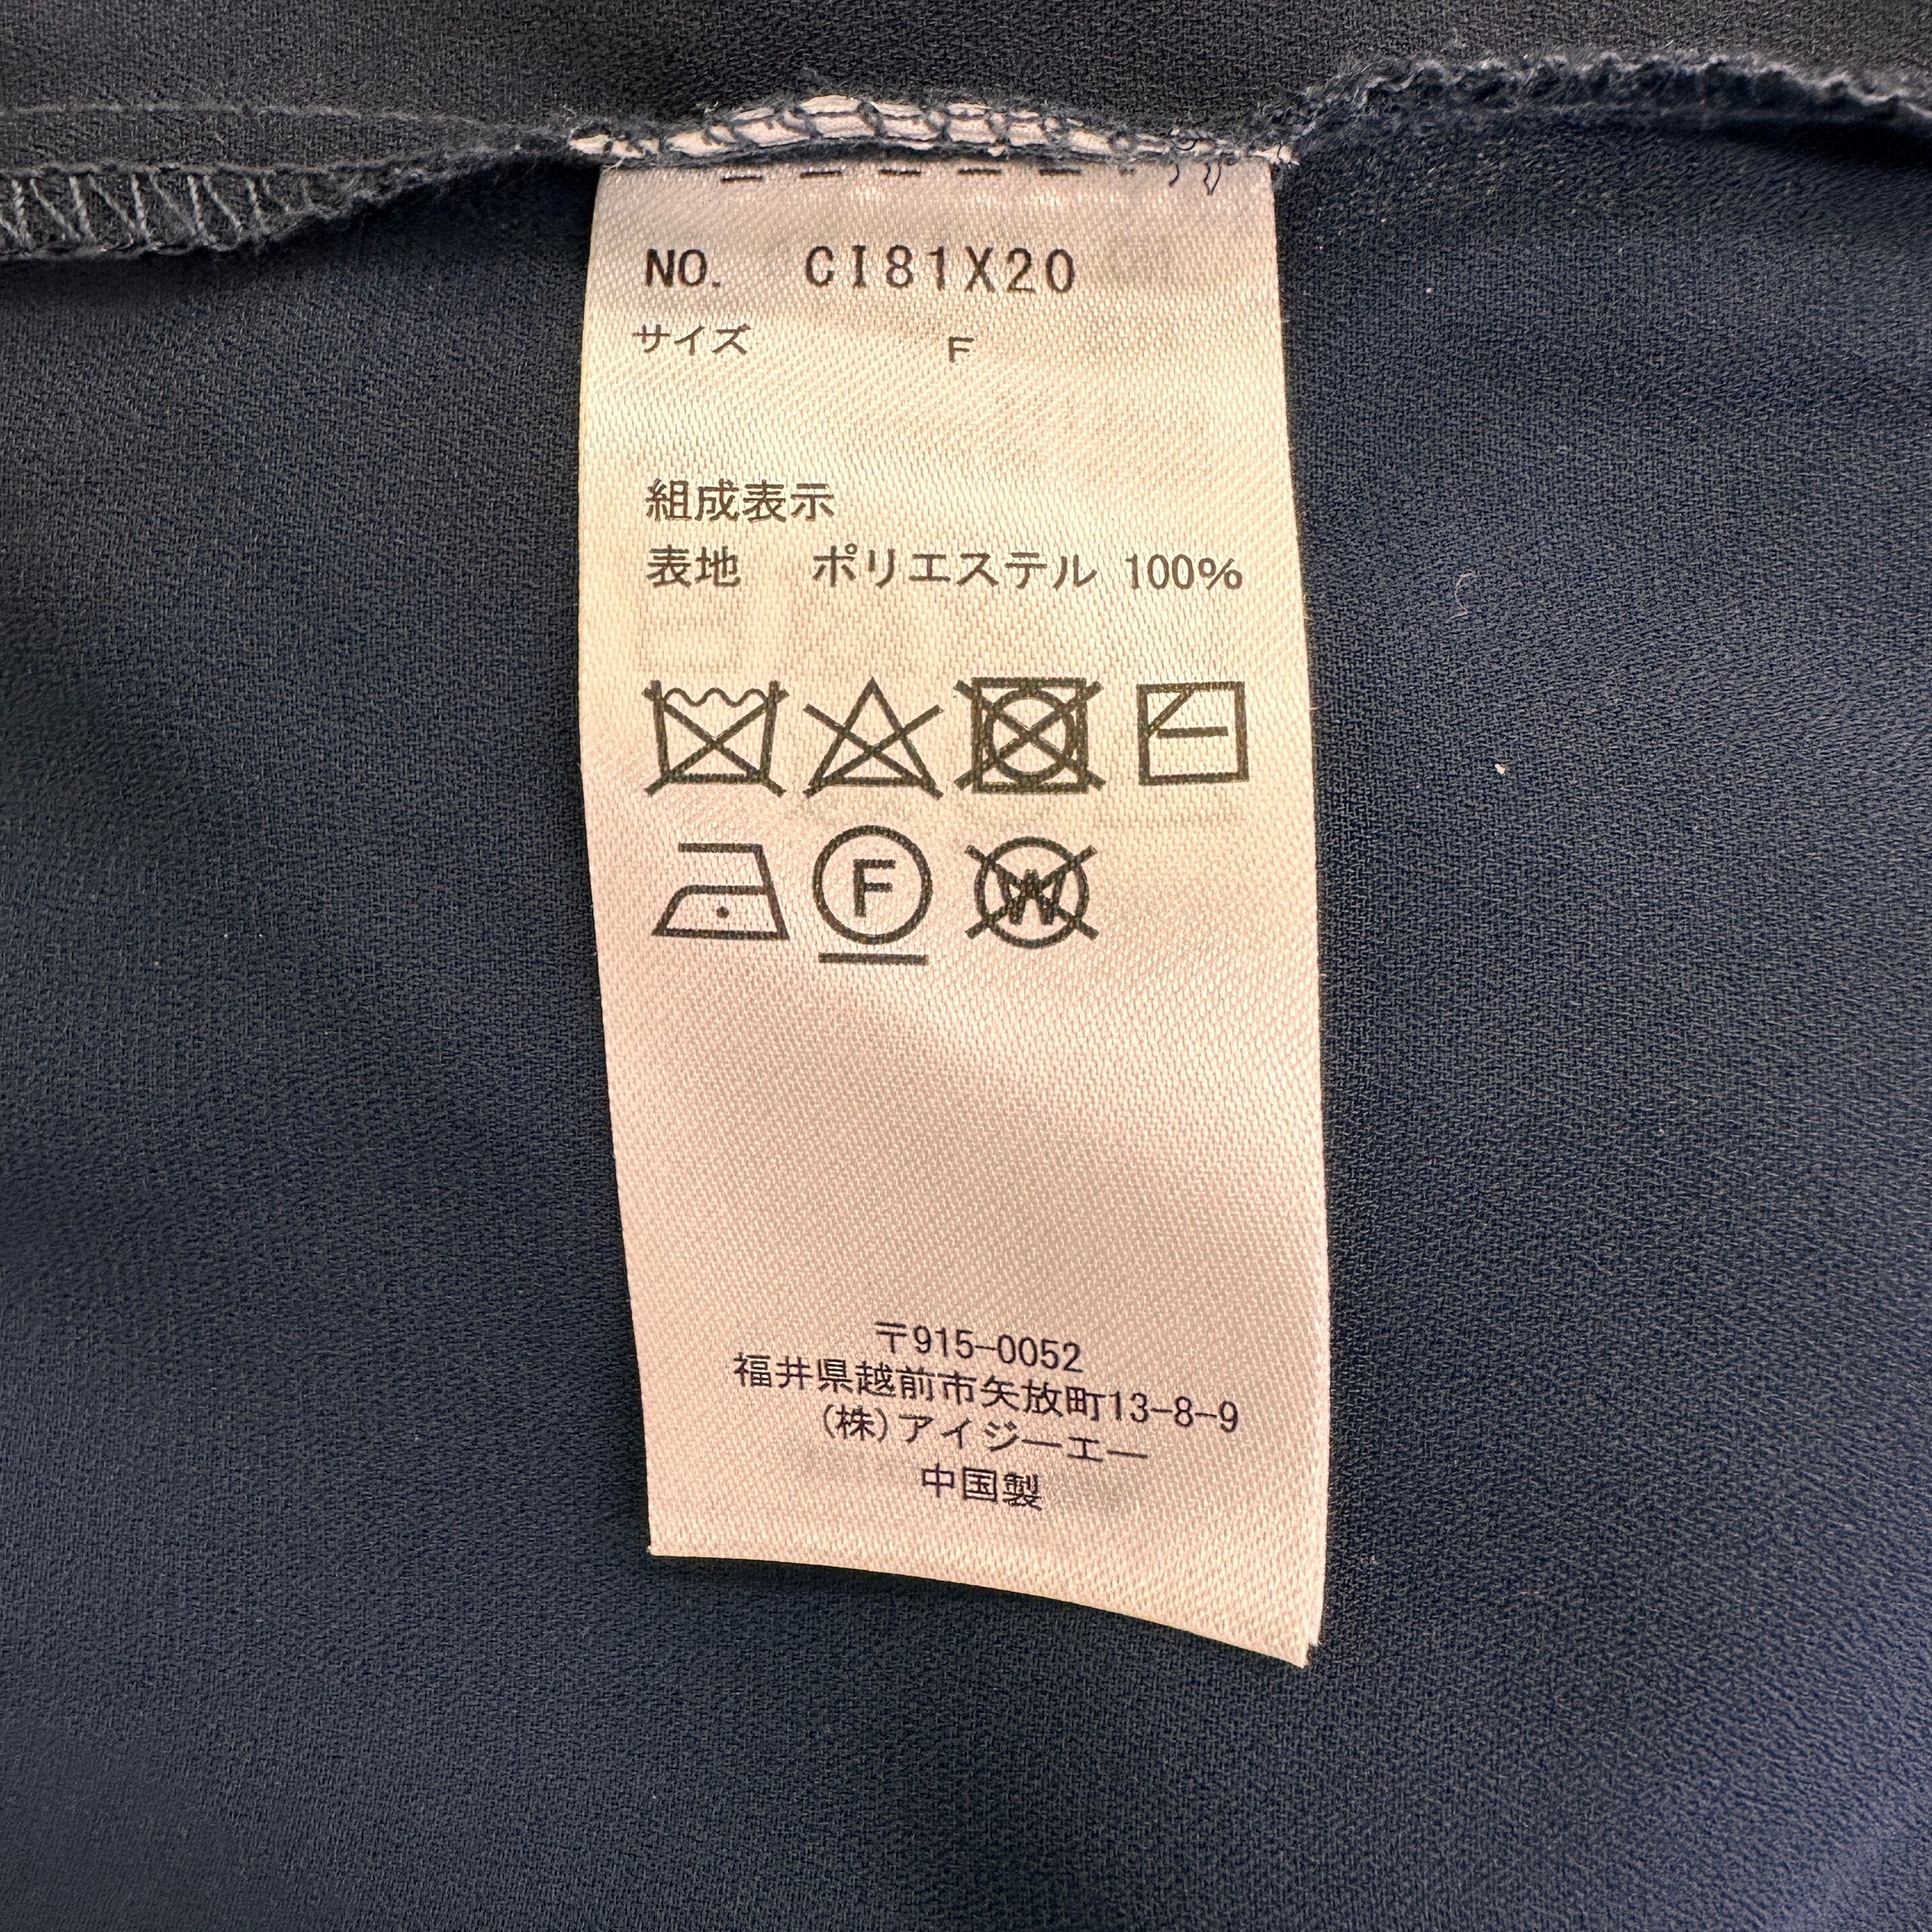 NO. CI81X20
サイズ F
組成表示
表地 ポリエステル 100%
F
W
〒915-0052
福井県越前市矢放町13-8-9
(株)アイジーエー
中国製